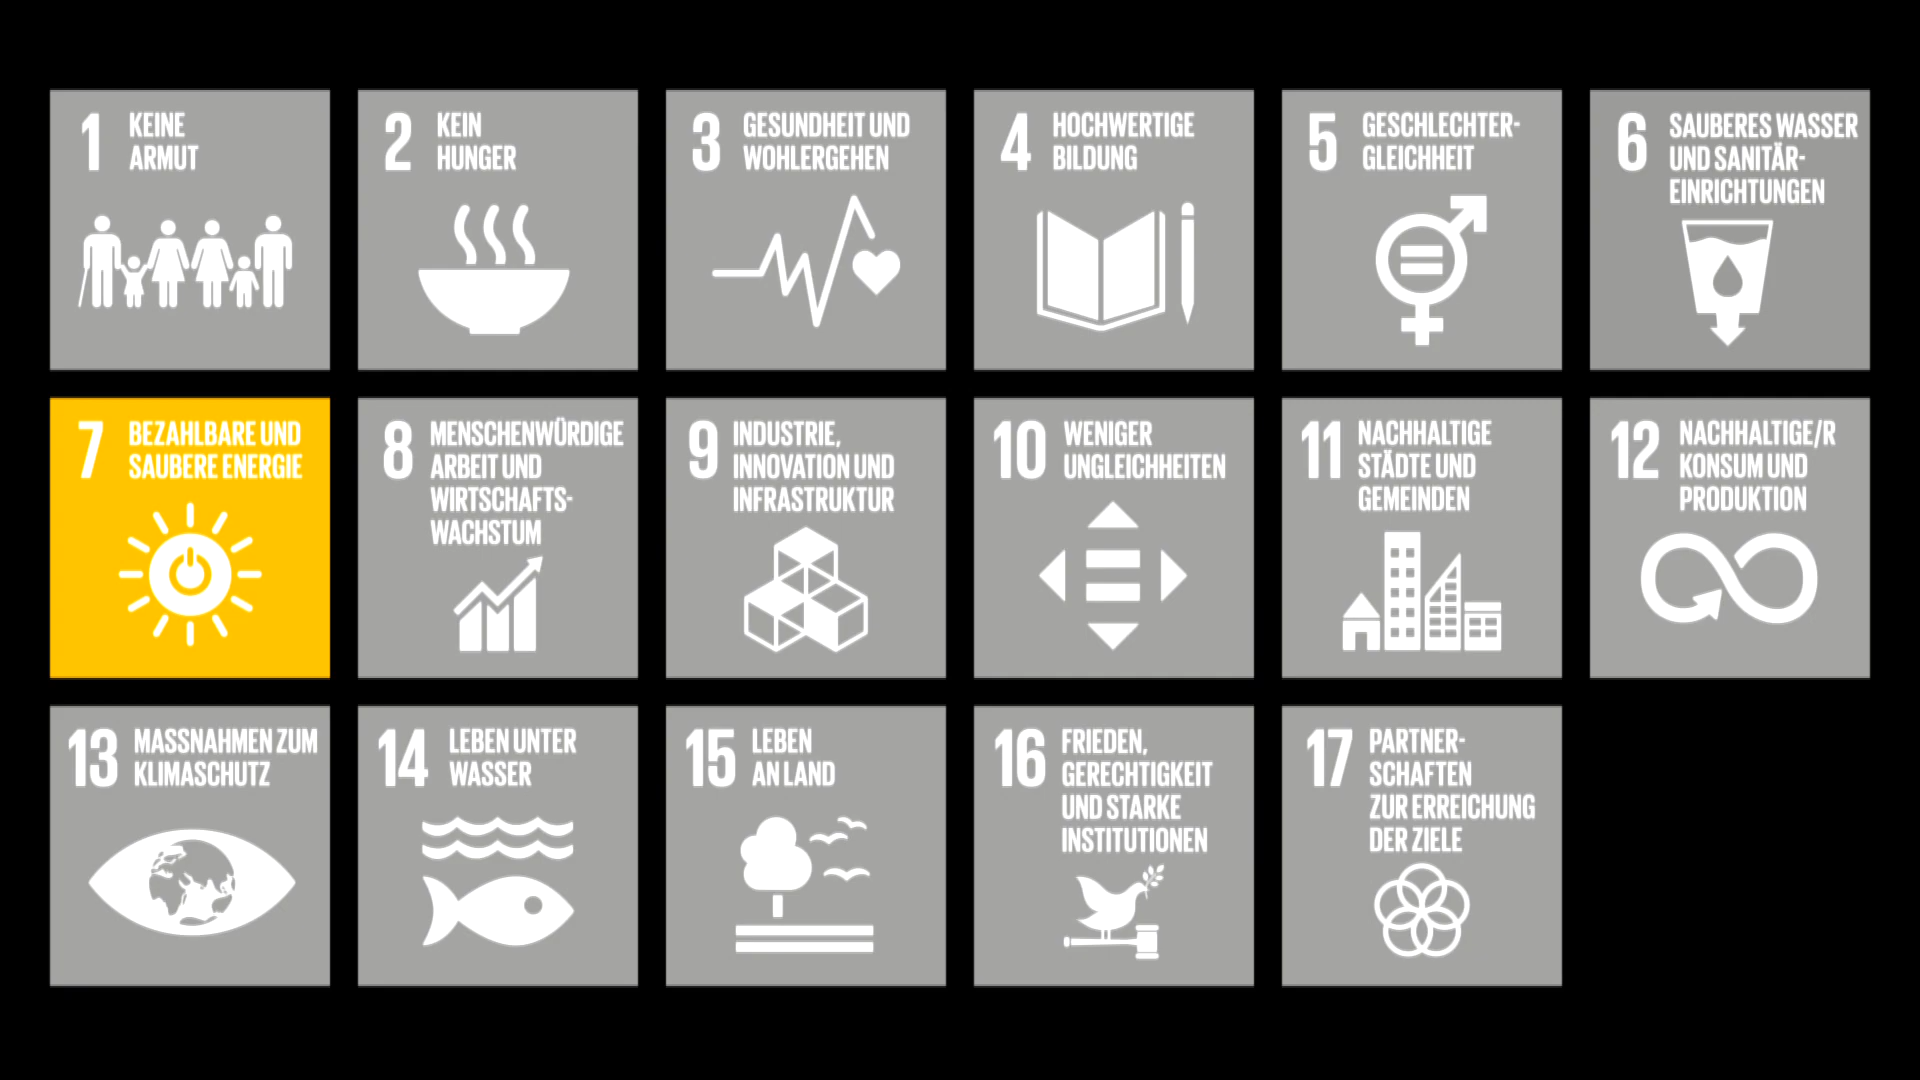 1 KEINE
ARMUT
2 KEIN
HUNGER
3 GESUNDHEIT UND
WOHLERGEHEN
4 HOCHWERTIGE
BILDUNG
5 GESCHLECHTER-
GLEICHHEIT
6 SAUBERES WASSER
UND SANITÄR-
EINRICHTUNGEN
7 BEZAHLBARE UND
SAUBERE ENERGIE
8 MENSCHENWÜRDIGE
ARBEIT UND
WIRTSCHAFTS-
WACHSTUM
9 INDUSTRIE,
INNOVATION UND
INFRASTRUKTUR
10 WENIGER
UNGLEICHHEITEN
11 NACHHALTIGE
STÄDTE UND
GEMEINDEN
12 NACHHALTIGE/R
KONSUM UND
PRODUKTION
13 MASSNAHMEN ZUM
KLIMASCHUTZ
14 LEBEN UNTER
WASSER
15 LEBEN
AN LAND
16 FRIEDEN,
GERECHTIGKEIT
UND STARKE
INSTITUTIONEN
17 PARTNER-
SCHAFTEN
ZUR ERREICHUNG
DER ZIELE